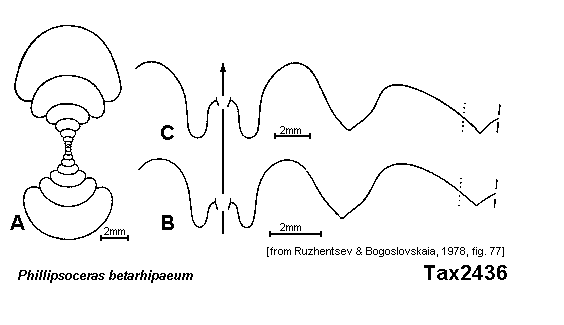 C
2mm
A
2mm
B
2mm
[from Ruzhentsev & Bogoslovskaia, 1978, fig. 77]
Phillipsoceras betarhipaeum
Tax2436